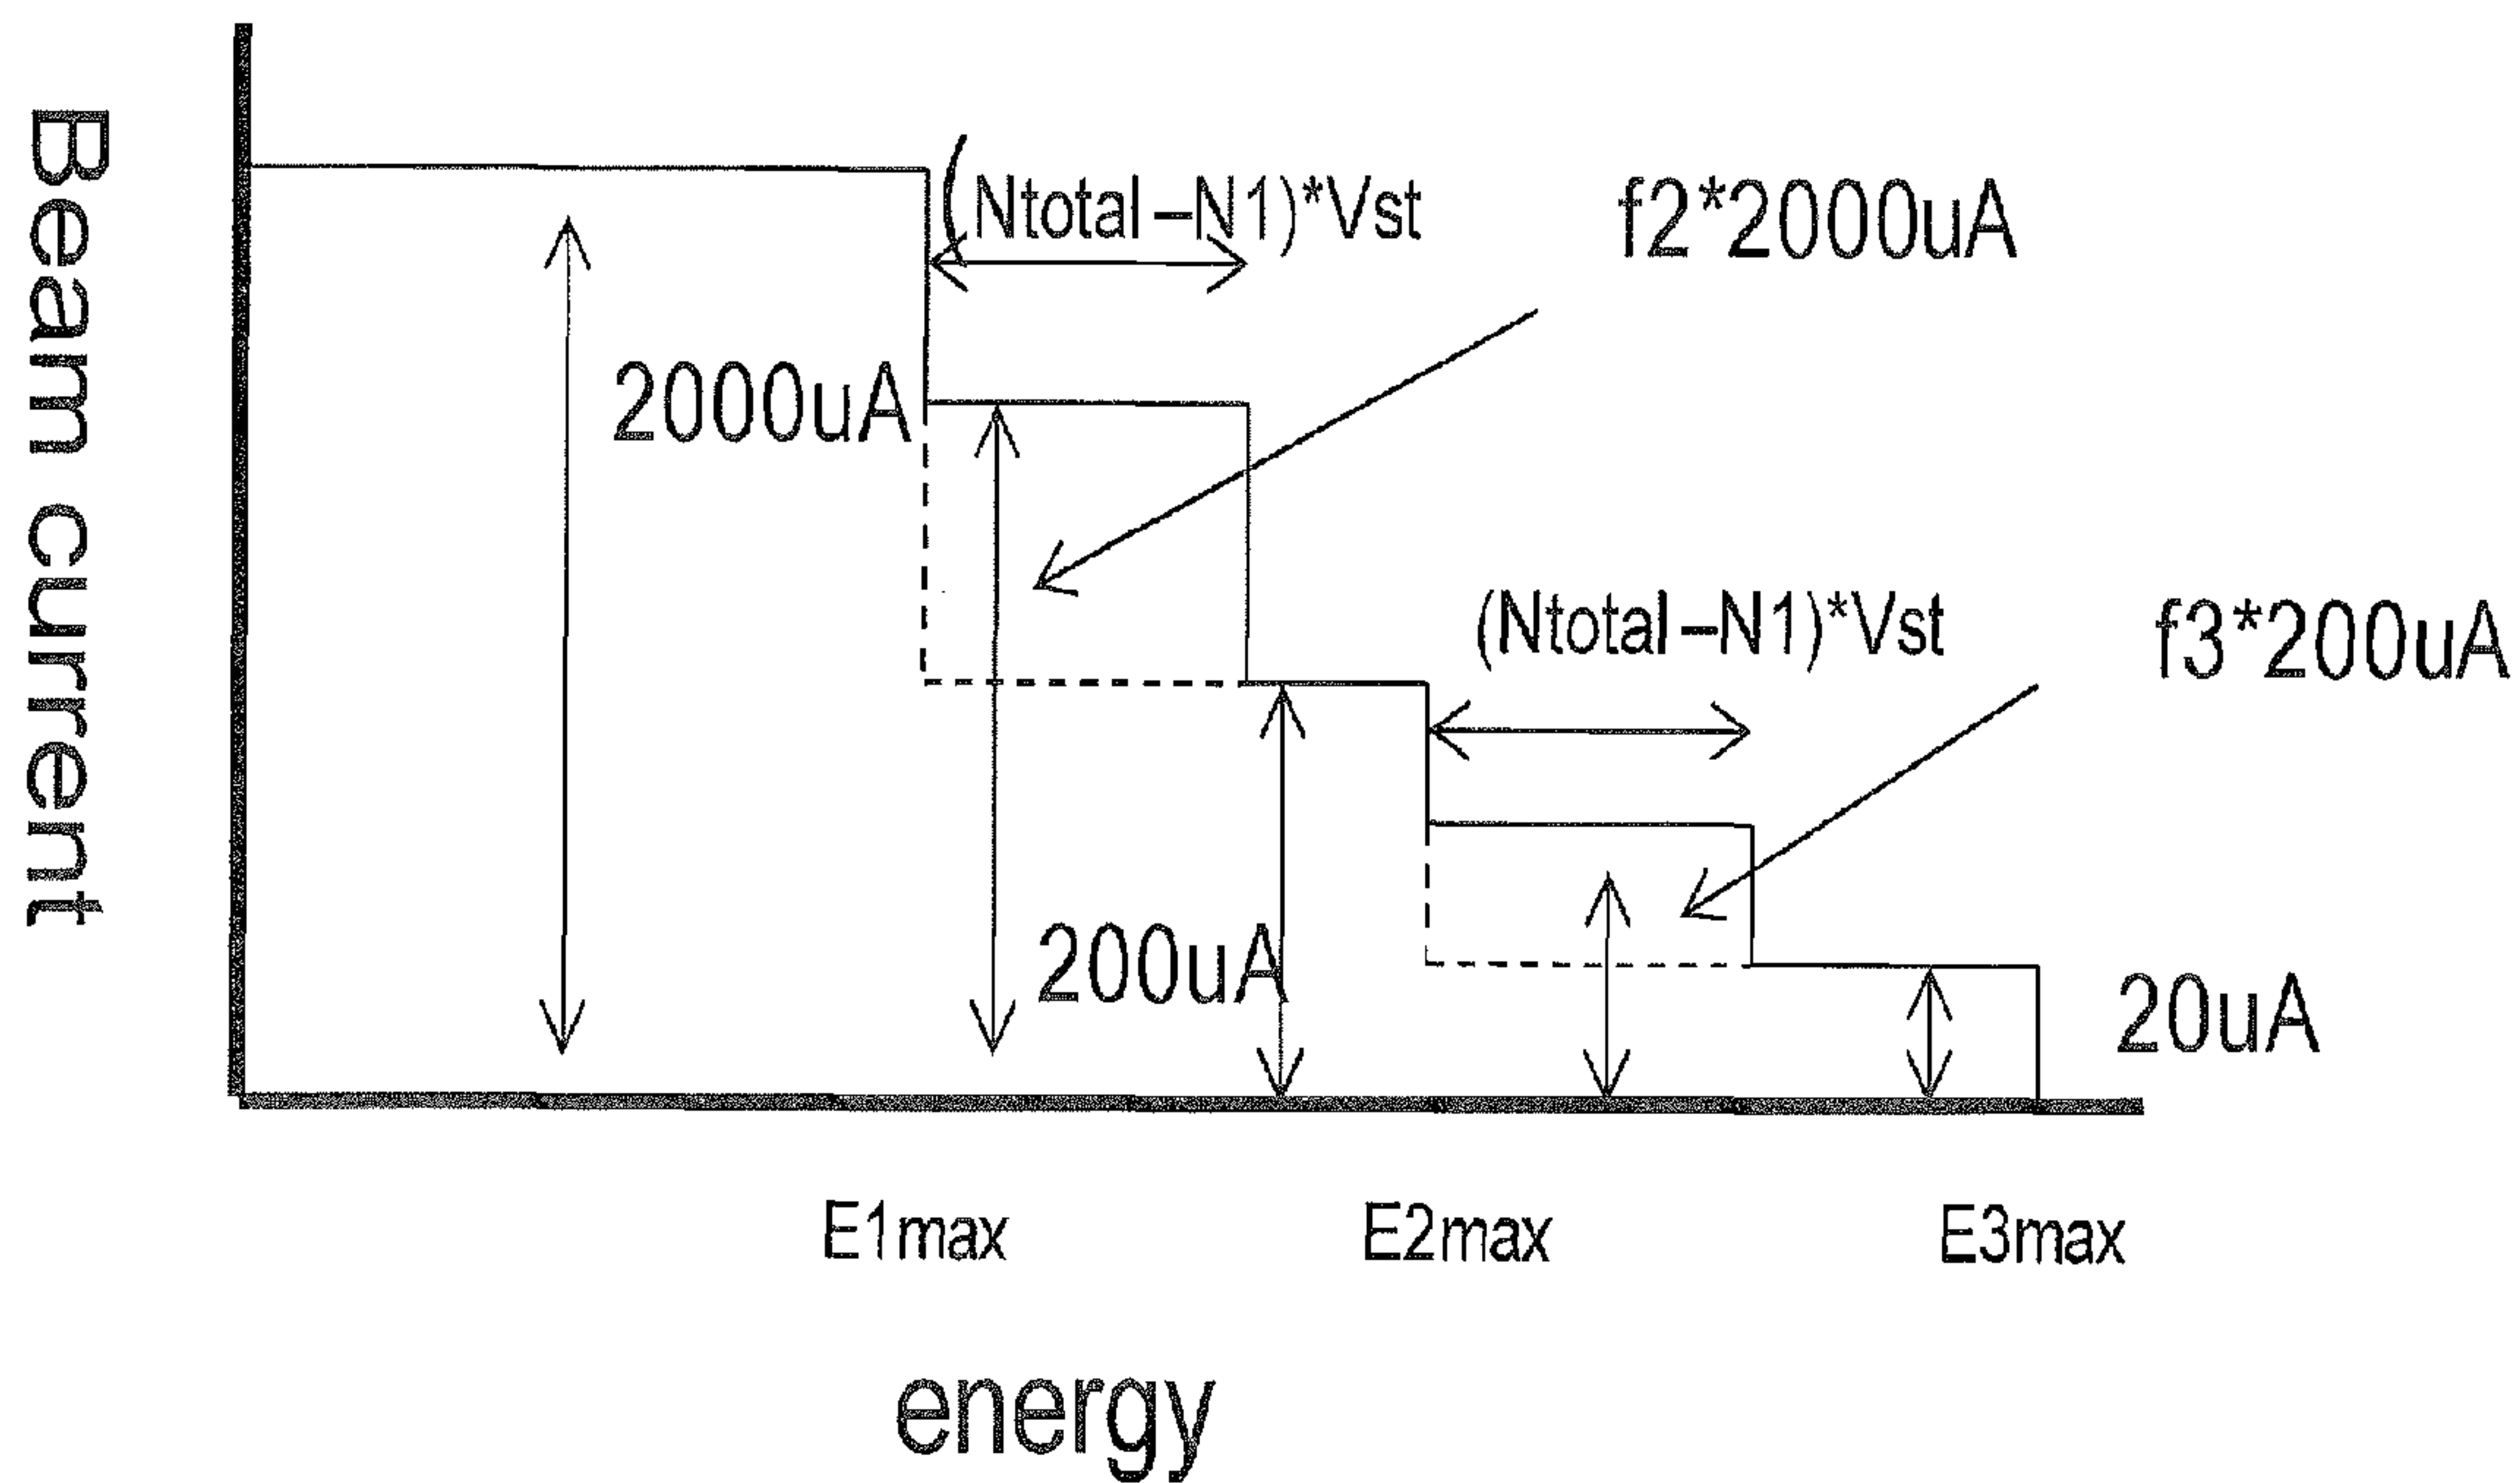 Beam current
(Ntotal –N1)*Vst
f2*2000uA
2000uA
(Ntotal –N1)*Vst
f3*200uA
200uA
20uA
E1max
E2max
E3max
energy